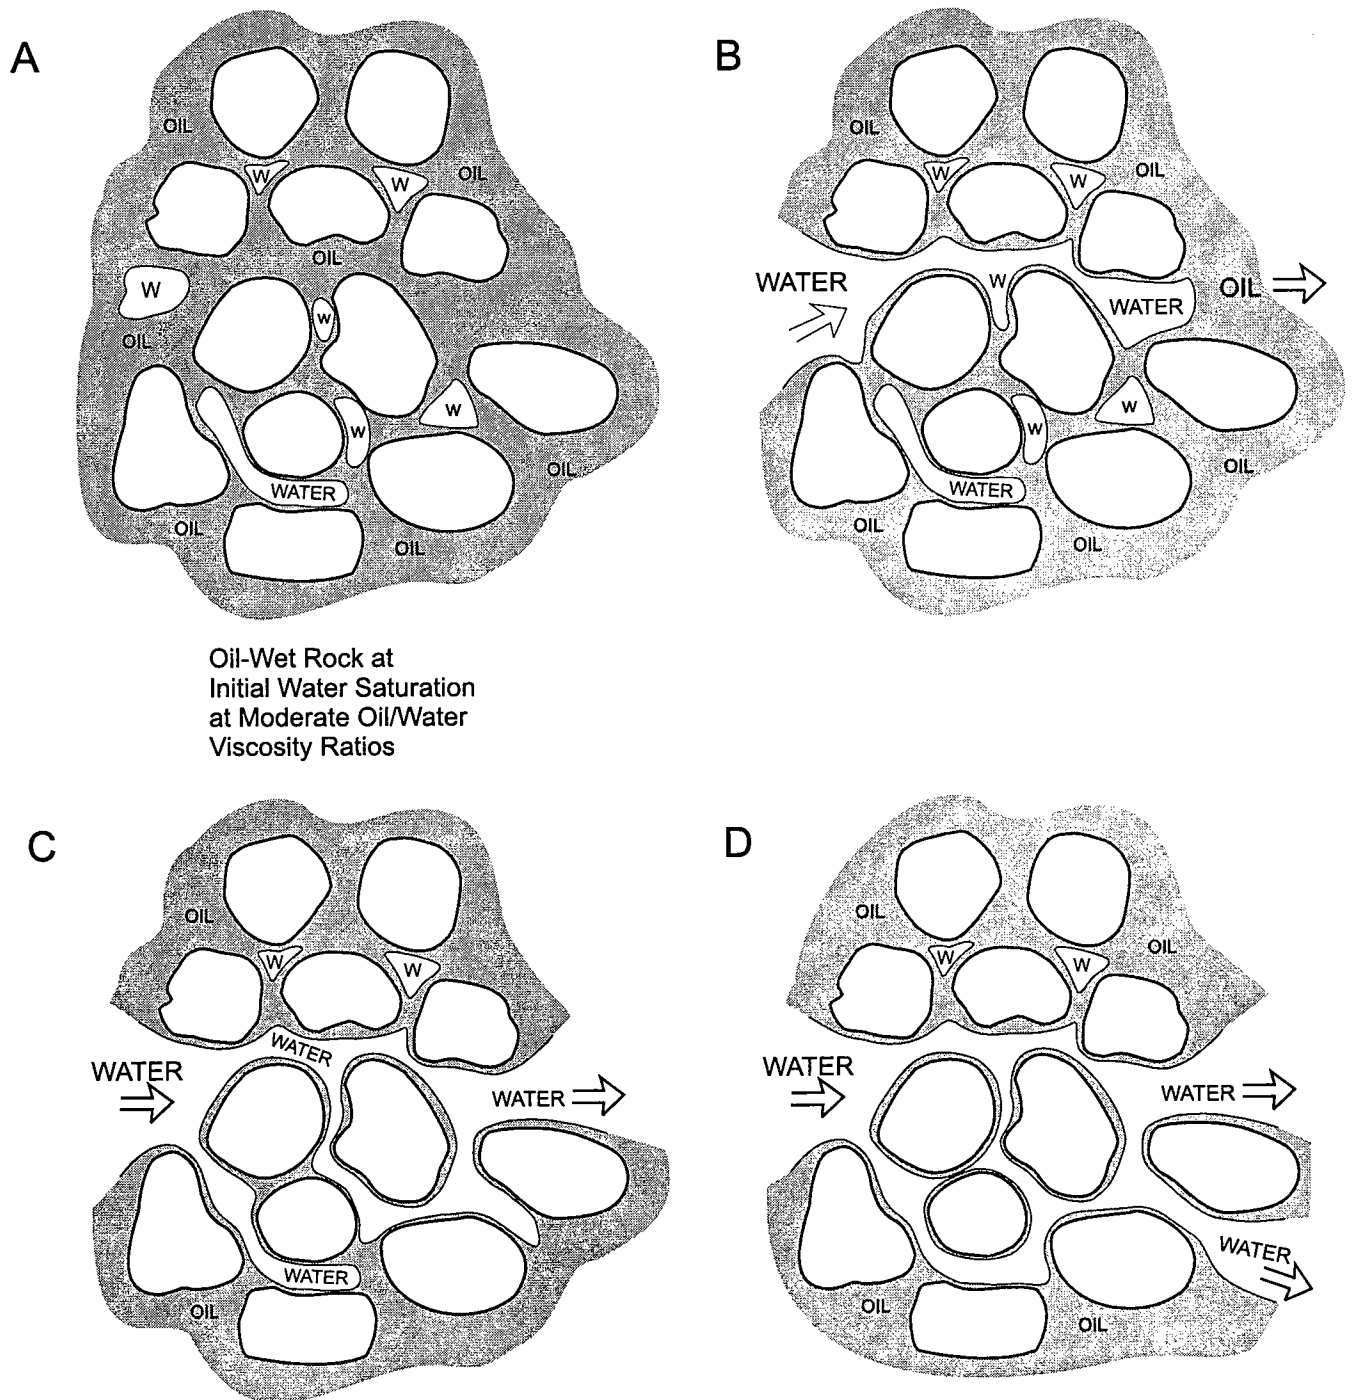 A
B
OIL
OIL
W
W
OIL
OIL
W
W
OIL
OIL
W
W
OIL
WATER
W
WATER
OIL
W
W
W
W
OIL
OIL
WATER
WATER
OIL
OIL
OIL
OIL
Oil-Wet Rock at
Initial Water Saturation
at Moderate Oil/Water
Viscosity Ratios
C
D
OIL
OIL
OIL
W
W
W
W
WATER
WATER
WATER
WATER
WATER
WATER
WATER
OIL
OIL
OIL